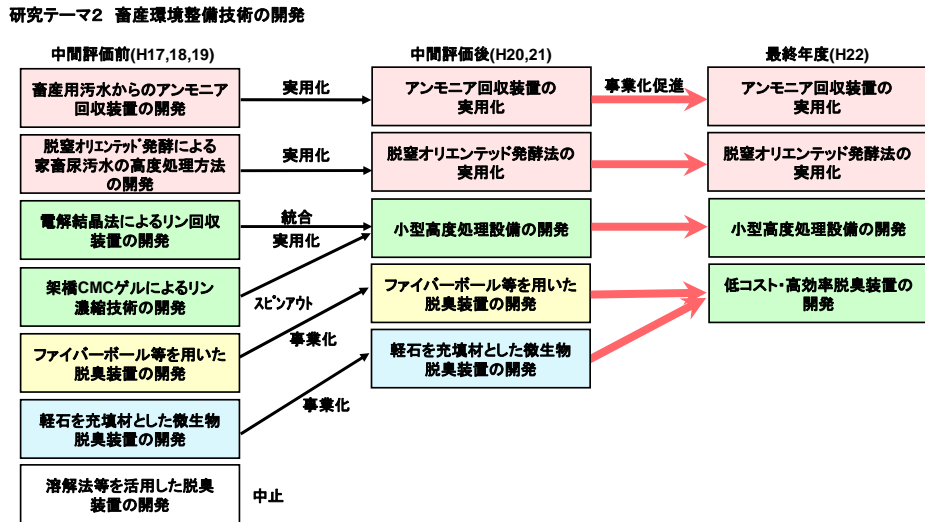 研究テーマ2 畜産環境整備技術の開発
中間評価前(H17,18,19)
中間評価後(H20,21)
最終年度(H22)
畜産用汚水からのアンモニア
回収装置の開発
実用化
アンモニア回収装置の
実用化
事業化促進
アンモニア回収装置の
実用化
脱窒オリエンテッド発酵による
家畜尿汚水の高度処理方法
の開発
実用化
脱窒オリエンテッド発酵法の
実用化
脱窒オリエンテッド発酵法の
実用化
電解結晶法によるリン回収
装置の開発
統合
実用化
小型高度処理設備の開発
小型高度処理設備の開発
架橋CMCゲルによるリン
濃縮技術の開発
スピンアウト
ファイバーボール等を用いた
脱臭装置の開発
低コスト・高効率脱臭装置の
開発
ファイバーボール等を用いた
脱臭装置の開発
事業化
軽石を充填材とした微生物
脱臭装置の開発
軽石を充填材とした微生物
脱臭装置の開発
事業化
溶解法等を活用した脱臭
装置の開発
中止